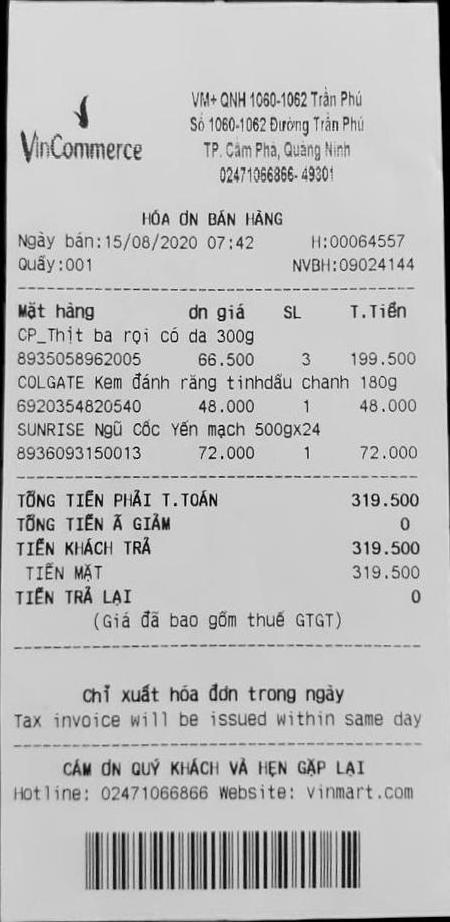 VinCommerce
VM+ QNH 1060-1062 Trần Phú
Số 1060-1062 Đường Trần Phú
TP. Cẩm Phả, Quảng Ninh
02471066866- 49301
HÓA ƠN BÁN HÀNG
Ngày bán:15/08/2020 07:42 H:00064557
Quầy:001 NVBH:09024144
Mặt hàng ơn giá SL T.Tiền
CP_Thịt ba rọi có da 300g
8935058962005 66.500 3 199.500
COLGATE Kem đánh răng tinhdầu chanh 180g
6920354820540 48.000 1 48.000
SUNRISE Ngũ Cốc Yến mạch 500gx24
8936093150013 72.000 1 72.000
TỔNG TIỀN PHẢI T.TOÁN 319.500
TỔNG TIỀN Ã GIẢM 0
TIỀN KHÁCH TRẢ 319.500
TIỀN MẶT 319.500
TIỀN TRẢ LẠI 0
(Giá đã bao gồm thuế GTGT)
Chỉ xuất hóa đơn trong ngày
Tax invoice will be issued within same day
CẢM ƠN QUÝ KHÁCH VÀ HẸN GẶP LẠI
Hotline: 02471066866 Website: vinmart.com